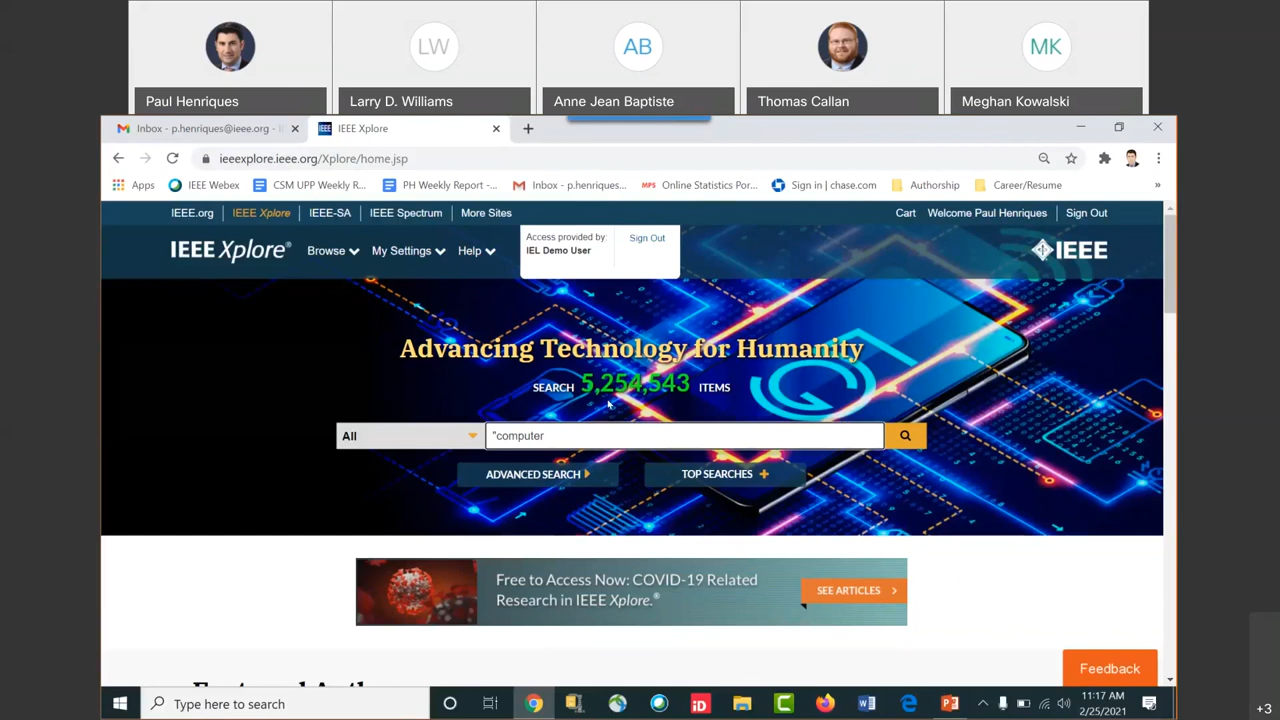 LW
AB
MK
Paul Henriques
Larry D. Williams
Anne Jean Baptiste
Thomas Callan
Meghan Kowalski
Inbox - p.henriques@ieee.org -
IEEE Xplore
ieeexplore.ieee.org/Xplore/home.jsp
Apps
IEEE Webex
CSM UPP Weekly R...
PH Weekly Report -...
Inbox - p.henriques...
MPS
Online Statistics Por...
Sign in | chase.com
Authorship
Career/Resume
»
IEEE.org
IEEE Xplore
IEEE-SA
IEEE Spectrum
More Sites
Cart
Welcome Paul Henriques
Sign Out
IEEE Xplore®
Browse
My Settings
Help
Access provided by:
IEL Demo User
Sign Out
IEEE
Advancing Technology for Humanity
SEARCH 5,254,543 ITEMS
All
"computer
ADVANCED SEARCH
TOP SEARCHES +
Free to Access Now: COVID-19 Related
Research in IEEE Xplore.®
SEE ARTICLES
Feedback
Type here to search
iD
11:17 AM
2/25/2021
+3